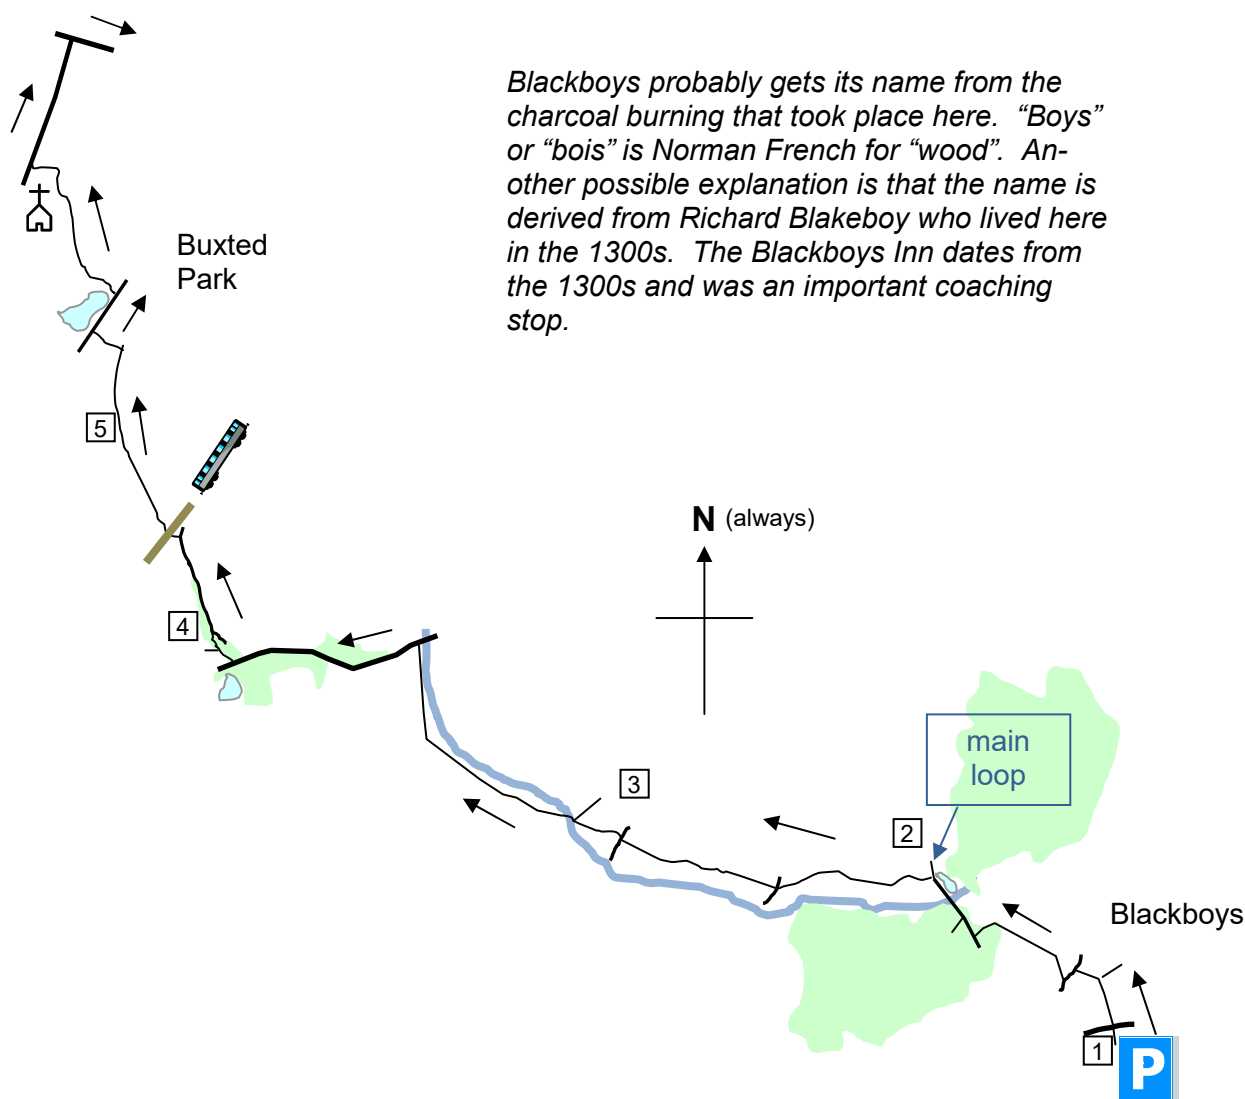 Blackboys probably gets its name from the
charcoal burning that took place here. “Boys”
or “bois” is Norman French for “wood”. An-
other possible explanation is that the name is
derived from Richard Blakeboy who lived here
in the 1300s. The Blackboys Inn dates from
the 1300s and was an important coaching
stop.
Buxted
Park
5
N (always)
4
main
loop
3
2
Blackboys
1
P